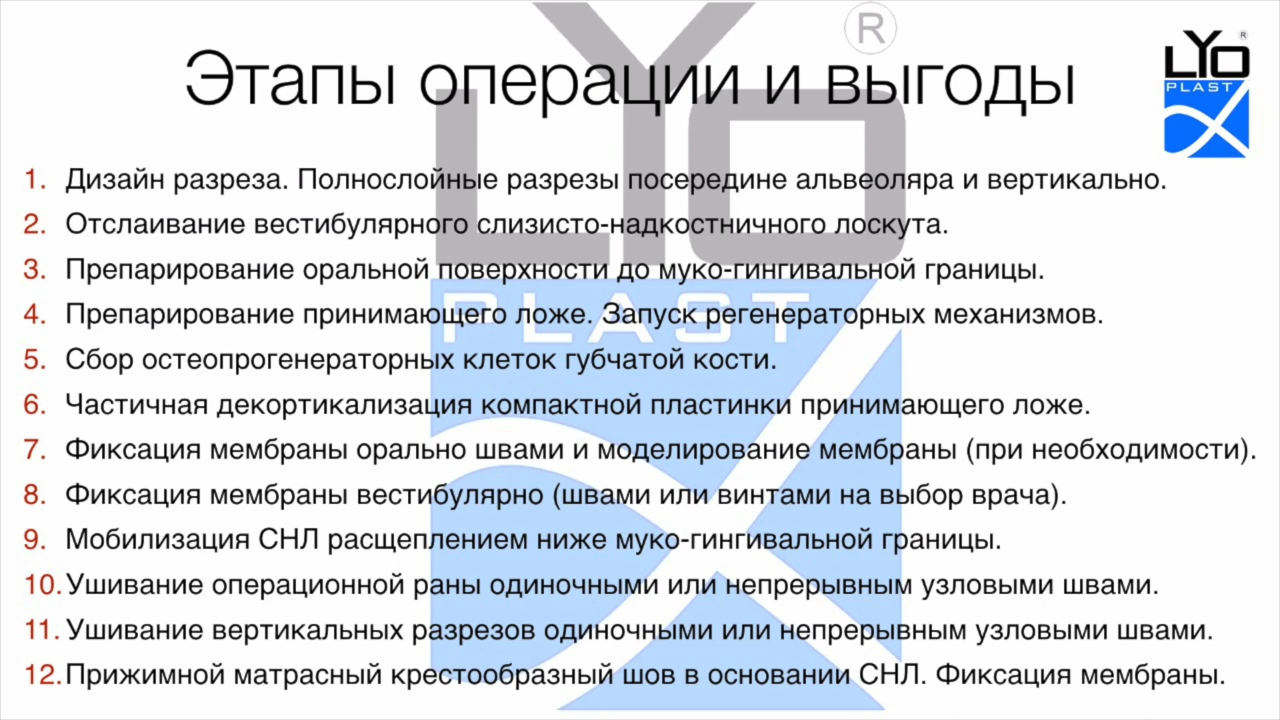 Этапы операции и выгоды
LYO ®
PLAST
LYO ®
PLAST
1. Дизайн разреза. Полнослойные разрезы посередине альвеоляра и вертикально.
2. Отслаивание вестибулярного слизисто-надкостничного лоскута.
3. Препарирование оральной поверхности до муко-гингивальной границы.
4. Препарирование принимающего ложе. Запуск регенераторных механизмов.
5. Сбор остеопрогенераторных клеток губчатой кости.
6. Частичная декортикализация компактной пластинки принимающего ложе.
7. Фиксация мембраны орально швами и моделирование мембраны (при необходимости).
8. Фиксация мембраны вестибулярно (швами или винтами на выбор врача).
9. Мобилизация СНЛ расщеплением ниже муко-гингивальной границы.
10. Ушивание операционной раны одиночными или непрерывным узловыми швами.
11. Ушивание вертикальных разрезов одиночными или непрерывным узловыми швами.
12. Прижимной матрасный крестообразный шов в основании СНЛ. Фиксация мембраны.